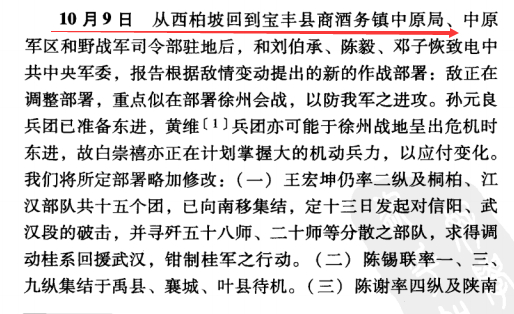 10月9日 从西柏坡回到宝丰县商酒务镇中原局、中原
军区和野战军司令部驻地后，和刘伯承、陈毅、邓子恢致电中
共中央军委，报告根据敌情变动提出的新的作战部署：敌正在
调整部署，重点似在部署徐州会战，以防我军之进攻。孙元良
兵团已准备东进，黄维〔1〕兵团亦可能于徐州战地呈出危机时
东进，故白崇禧亦正在计划掌握大的机动兵力，以应付变化。
我们将所定部署略加修改：（一）王宏坤仍率二纵及桐柏、江
汉部队共十五个团，已向南移集结，定十三日发起对信阳、武
汉段的破击，并寻歼五十八师、二十师等分散之部队，求得调
动桂系回援武汉，钳制桂军之行动。（二）陈锡联率一、三、
九纵集结于禹县、襄城、叶县待机。（三）陈谢率四纵及陕南